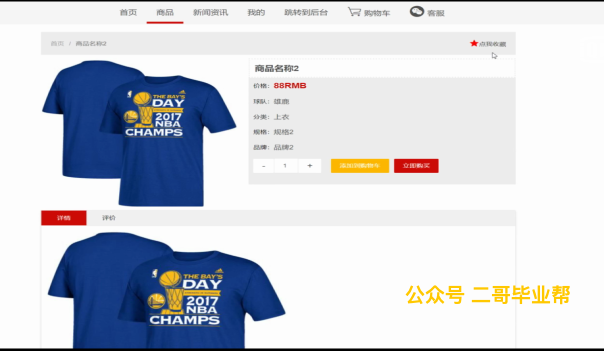 首页 商品 新闻资讯 我的 跳转到后台 购物车 客服
首页 / 商品名称2
点我收藏
商品名称2
价格: 88RMB
球队: 雄鹿
分类: 上衣
规格: 规格2
品牌: 品牌2
- 1 + 添加到购物车 立即购买
THE BAY'S
DAY
2017
NBA
CHAMPS
详情 评价
THE BAY'S
DAY
2017
NBA
CHAMPS
公众号 二哥毕业帮